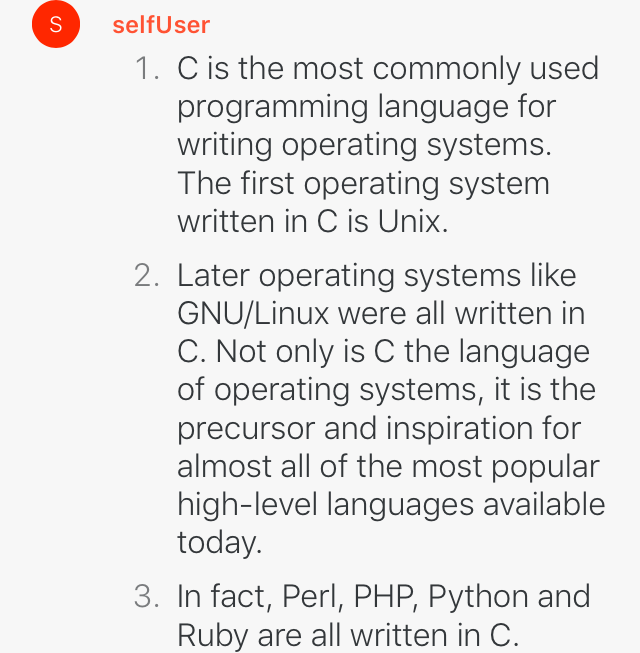 S
selfUser
1. C is the most commonly used
programming language for
writing operating systems.
The first operating system
written in C is Unix.
2. Later operating systems like
GNU/Linux were all written in
C. Not only is C the language
of operating systems, it is the
precursor and inspiration for
almost all of the most popular
high-level languages available
today.
3. In fact, Perl, PHP, Python and
Ruby are all written in C.